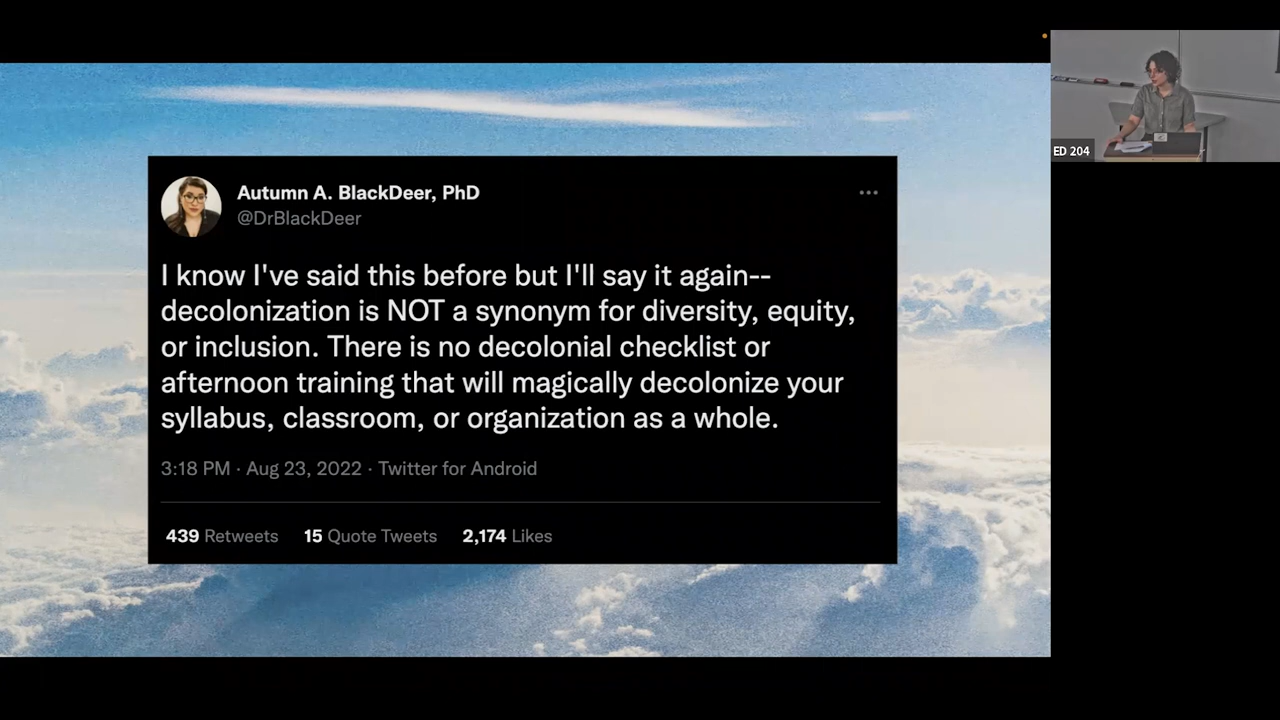 Autumn A. BlackDeer, PhD
@DrBlackDeer
I know I've said this before but I'll say it again--
decolonization is NOT a synonym for diversity, equity,
or inclusion. There is no decolonial checklist or
afternoon training that will magically decolonize your
syllabus, classroom, or organization as a whole.
3:18 PM · Aug 23, 2022 · Twitter for Android
439 Retweets 15 Quote Tweets 2,174 Likes
ED 204